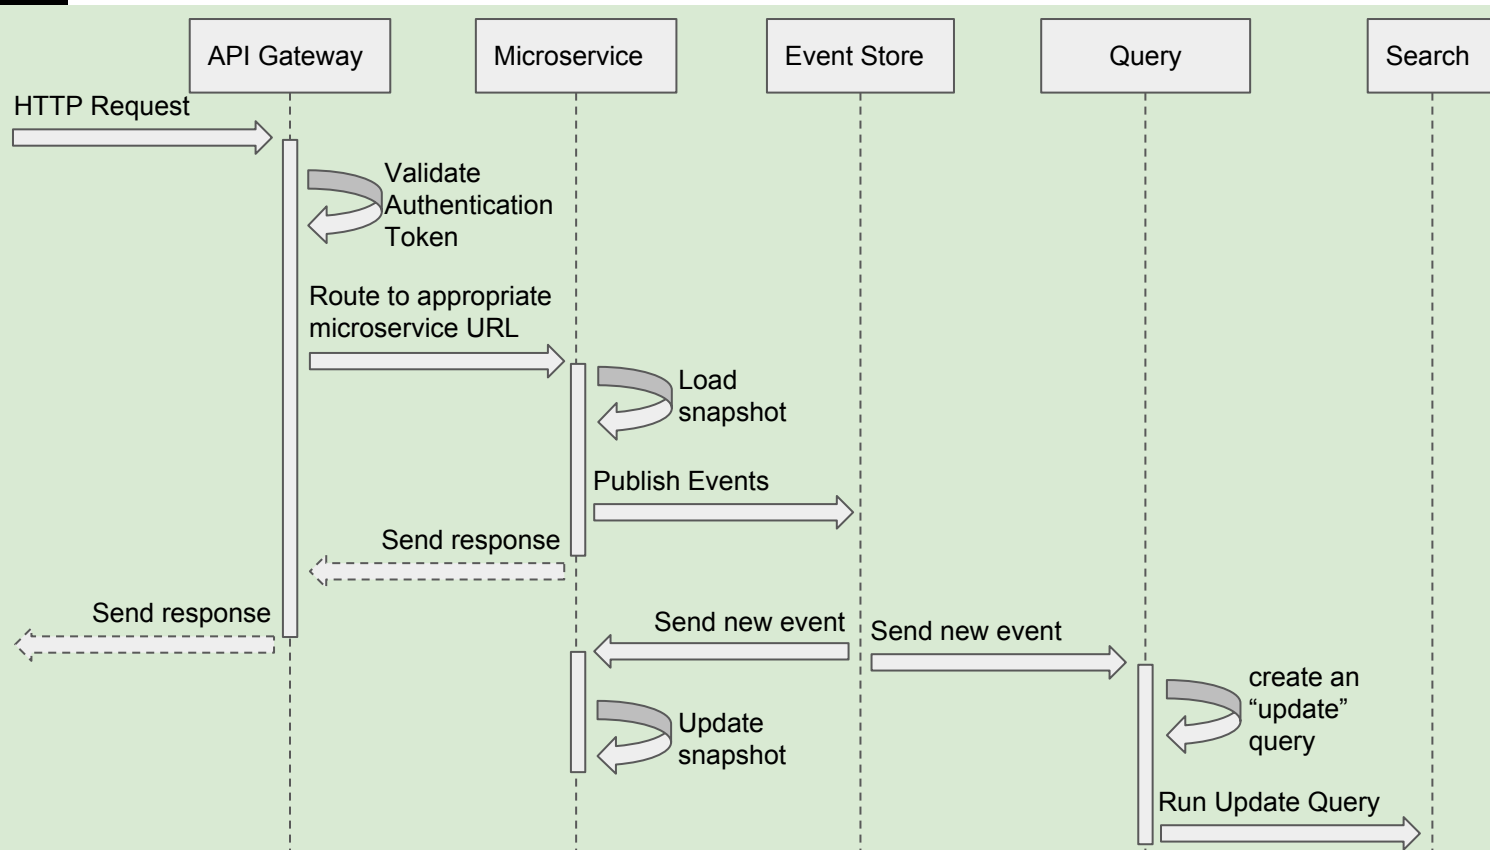 API Gateway
Microservice
Event Store
Query
Search
HTTP Request
Validate
Authentication
Token
Route to appropriate
microservice URL
Load
snapshot
Publish Events
Send response
Send response
Send new event
Send new event
create an
“update”
query
Update
snapshot
Run Update Query